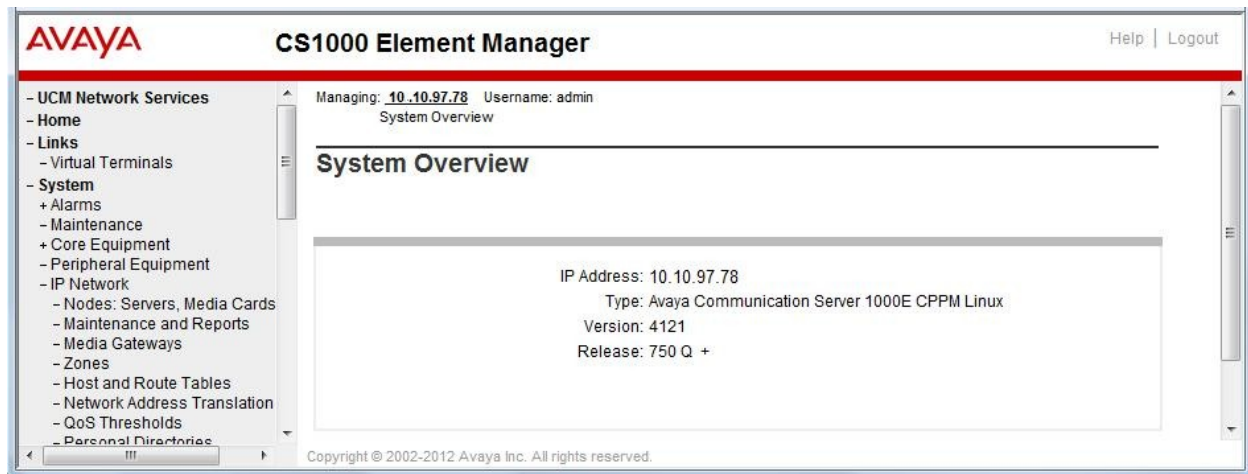 AVAYA
CS1000 Element Manager
Help | Logout
- UCM Network Services
- Home
- Links
- Virtual Terminals
- System
+ Alarms
- Maintenance
+ Core Equipment
- Peripheral Equipment
- IP Network
- Nodes: Servers, Media Cards
- Maintenance and Reports
- Media Gateways
- Zones
- Host and Route Tables
- Network Address Translation
- QoS Thresholds
- Personal Directories
Managing: 10 .10.97.78 Username: admin
System Overview
System Overview
IP Address: 10.10.97.78
Type: Avaya Communication Server 1000E CPPM Linux
Version: 4121
Release: 750 Q +
Copyright © 2002-2012 Avaya Inc. All rights reserved.